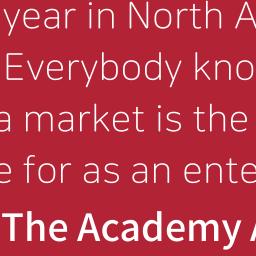 year in North A
Everybody kno
a market is the
e for as an ente
The Academy A